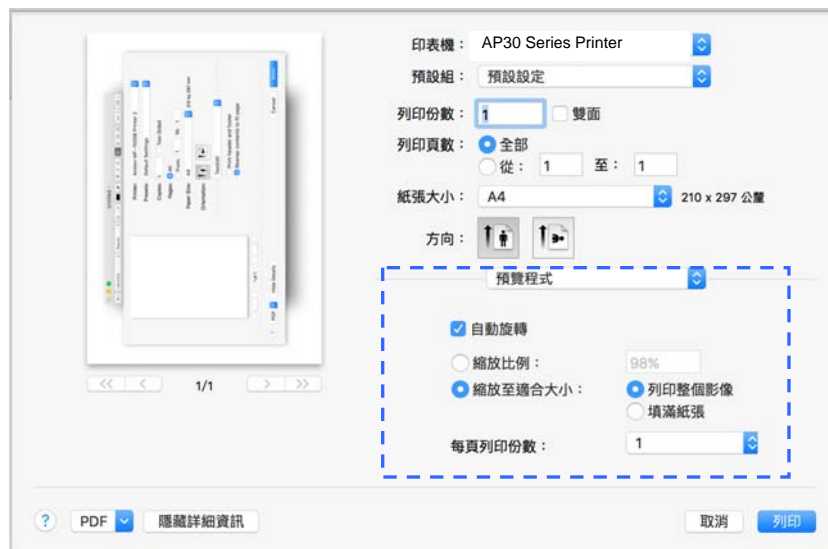 印表機： AP30 Series Printer
預設組： 預設設定
列印份數： 1 雙面
列印頁數： 全部
從： 1 至： 1
紙張大小： A4 210 x 297 公釐
方向：
預覽程式
自動旋轉
縮放比例： 98%
縮放至適合大小： 列印整個影像
填滿紙張
每頁列印份數： 1
1/1
? PDF 隱藏詳細資訊 取消 列印